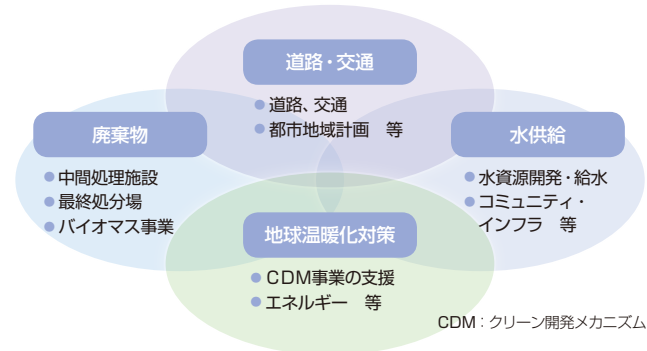 道路・交通
● 道路、交通
● 都市地域計画　等
廃棄物
● 中間処理施設
● 最終処分場
● バイオマス事業
水供給
● 水資源開発・給水
● コミュニティ・
インフラ　等
地球温暖化対策
● CDM事業の支援
● エネルギー　等
CDM：クリーン開発メカニズム